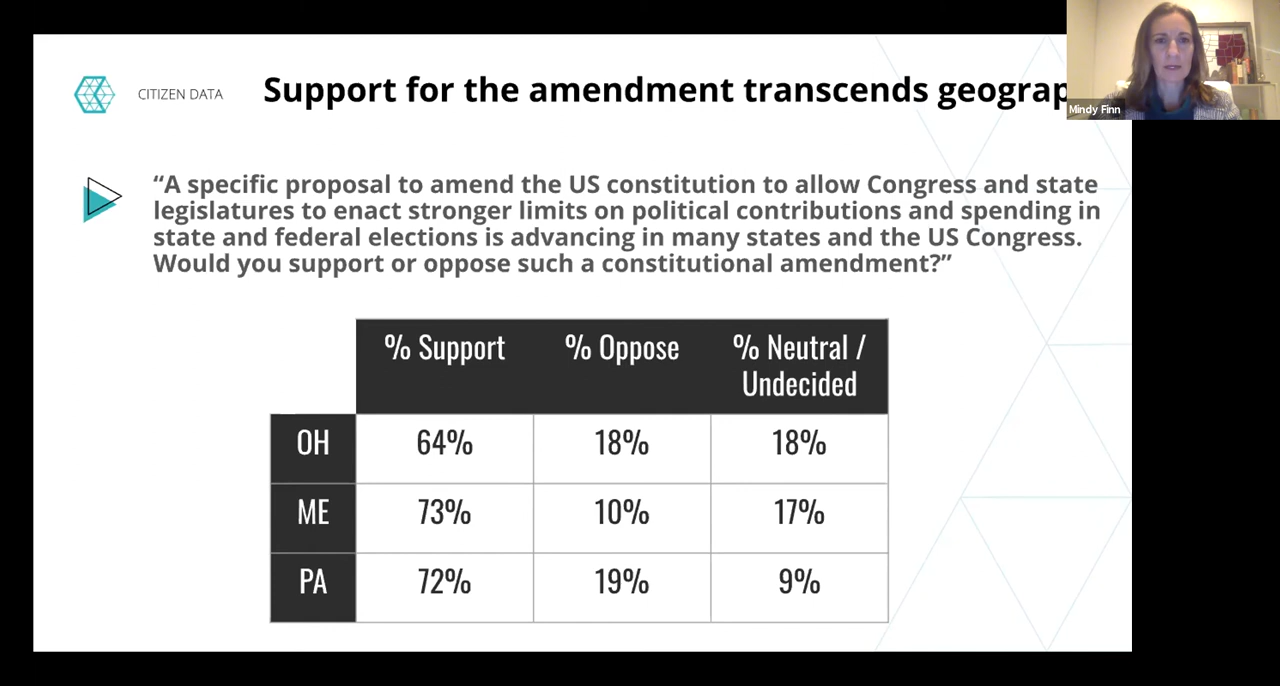 CITIZEN DATA
Support for the amendment transcends
Mindy Finn
“A specific proposal to amend the US constitution to allow Congress and state
legislatures to enact stronger limits on political contributions and spending in
state and federal elections is advancing in many states and the US Congress.
Would you support or oppose such a constitutional amendment?”
% Support % Oppose % Neutral /
Undecided
OH 64% 18% 18%
ME 73% 10% 17%
PA 72% 19% 9%